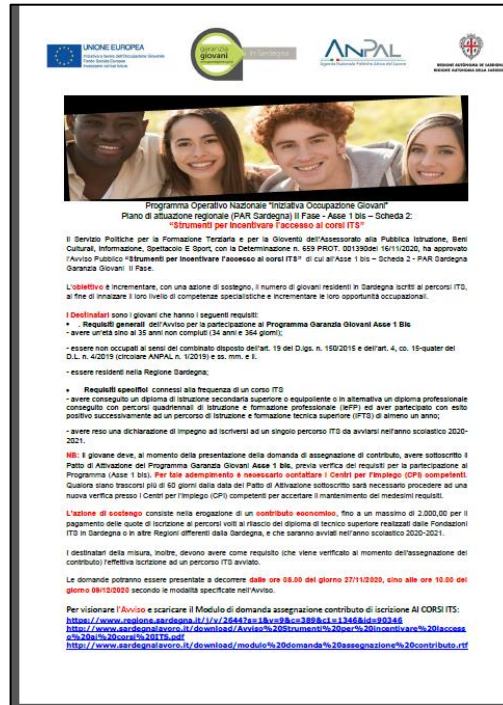 UNIONE EUROPEA
Fondo Sociale Europeo
garanzia
giovani
in Sardegna
ANPAL
Agenzia Nazionale Politiche Attive del Lavoro
REGIONE AUTÒNOMA DE SARDIGNA
REGIONE AUTONOMA DELLA SARDEGNA
Programma Operativo Nazionale "Iniziativa Occupazione Giovani"
Plano di attuazione regionale (PAR Sardegna) II Fase - Asse 1 bis – Scheda 2:
"Strumenti per Incentivare l'accesso ai corsi ITS"
Il Servizio Politiche per la Formazione Terziaria e per la Gioventù dell'Assessorato alla Pubblica Istruzione, Beni
Culturali, Informazione, Spettacolo E Sport, con la Determinazione n. 659 PROT. 001390del 16/11/2020, ha approvato
l'Avviso Pubblico "Strumenti per Incentivare l'accesso ai corsi ITS" di cui all'Asse 1 bis - Scheda 2 - PAR Sardegna
Garanzia Giovani II Fase.
L'obiettivo è incrementare, con una azione di sostegno, il numero di giovani residenti in Sardegna iscritti ai percorsi ITS,
al fine di innalzare il loro livello di competenze specialistiche e incrementare le loro opportunità occupazionali.
I Destinatari sono i giovani che hanno i seguenti requisiti:
• . Requisiti generali dell'Avviso per la partecipazione al Programma Garanzia Giovani Asse 1 Bis
- avere un'età sino ai 35 anni non compiuti (34 anni e 364 giorni);
- essere non occupati ai sensi del combinato disposto dell'art. 19 del D.lgs. n. 150/2015 e dell'art. 4, co. 15-quater del
D.L. n. 4/2019 (circolare ANPAL n. 1/2019) e ss. mm. e ii.
- essere residenti nella Regione Sardegna;
• Requisiti specifici connessi alla frequenza di un corso ITS
- avere conseguito un diploma di istruzione secondaria superiore o equipollente o in alternativa un diploma professionale
conseguito con percorsi quadriennali di istruzione e formazione professionale (IeFP) ed aver partecipato con esito
positivo successivamente ad un percorso di Istruzione e formazione tecnica superiore (IFTS) di almeno un anno;
- avere reso una dichiarazione di impegno ad iscriversi ad un singolo percorso ITS da avviarsi nell'anno scolastico 2020-
2021.
NB: Il giovane deve, al momento della presentazione della domanda di assegnazione di contributo, avere sottoscritto il
Patto di Attivazione del Programma Garanzia Giovani Asse 1 bis, previa verifica dei requisiti per la partecipazione al
Programma (Asse 1 bis). Per tale adempimento è necessario contattare i Centri per l'Impiego (CPI) competenti.
Qualora siano trascorsi più di 60 giorni dalla data del Patto di Attivazione sottoscritto sarà necessario procedere ad una
nuova verifica presso i Centri per l'Impiego (CPI) competenti per accertare il mantenimento dei medesimi requisiti.
L'azione di sostegno consiste nella erogazione di un contributo economico, fino a un massimo di 2.000,00 per il
pagamento delle quote di iscrizione ai percorsi volti al rilascio del diploma di tecnico superiore realizzati dalle Fondazioni
ITS in Sardegna o in altre Regioni differenti dalla Sardegna, e che saranno avviati nell'anno scolastico 2020-2021.
I destinatari della misura, inoltre, devono avere come requisito (che viene verificato al momento dell'assegnazione del
contributo) l'effettiva iscrizione ad un percorso ITS avviato.
Le domande potranno essere presentate a decorrere dalle ore 08.00 del giorno 27/11/2020, sino alle ore 10.00 del
giorno 09/12/2020 secondo le modalità specificate nell'Avviso.
Per visionare l'Avviso e scaricare il Modulo di domanda assegnazione contributo di iscrizione AI CORSI ITS:
https://www.regione.sardegna.it/j/v/2644?s=1&v=9&c=389&c1=1346&id=90346
http://www.sardegnalavoro.it/download/Avviso%20Strumenti%20per%20incentivare%20laccess
o%20ai%20corsi%20ITS.pdf
http://www.sardegnalavoro.it/download/modulo%20domanda%20assegnazione%20contributo.rtf